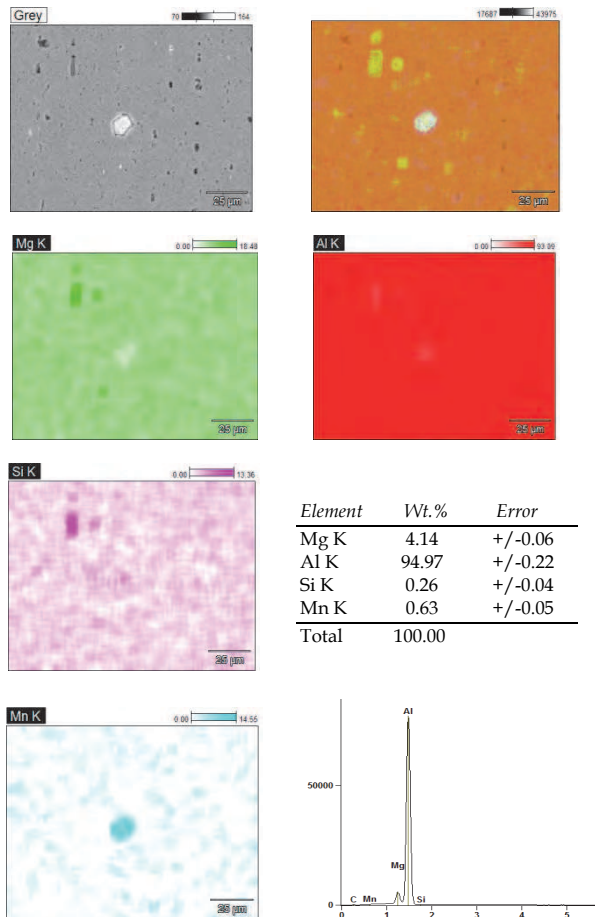 Grey
70 164
25 µm
17687 43975
25 µm
Mg K
0.00 18.48
25 µm
Al K
0.00 93.09
25 µm
Si K
0.00 13.36
25 µm
Element Wt.% Error
Mg K 4.14 +/-0.06
Al K 94.97 +/-0.22
Si K 0.26 +/-0.04
Mn K 0.63 +/-0.05
Total 100.00
Mn K
0.00 14.55
25 µm
Al
50000
Mg
C Mn Si
0
0 1 2 3 4 5